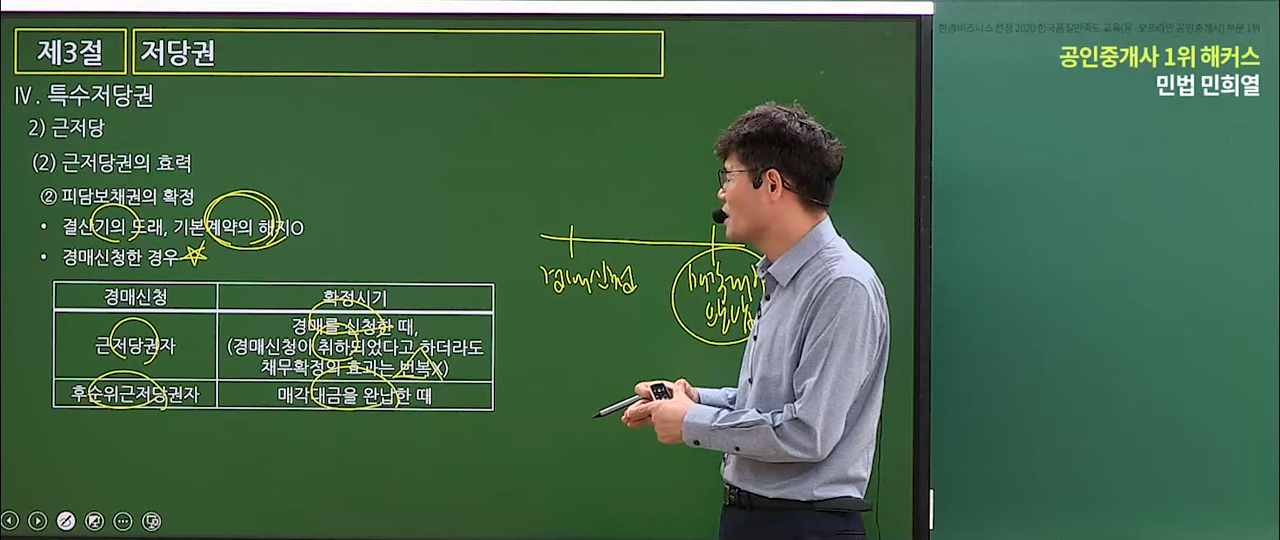 한경비즈니스 선정 2020 한국품질만족도 교육(온·오프라인 공인중개사) 부문 1위
공인중개사 1위 해커스
민법 민희열
제3절 저당권
Ⅳ. 특수저당권
2) 근저당
(2) 근저당권의 효력
② 피담보채권의 확정
• 결산기의 도래, 기본계약의 해지O
• 경매신청한 경우
경매신청 확정시기
근저당권자 경매를 신청한 때,
(경매신청이 취하되었다고 하더라도
채무확정의 효과는 번복X)
후순위근저당권자 매각대금을 완납한 때
경매신청